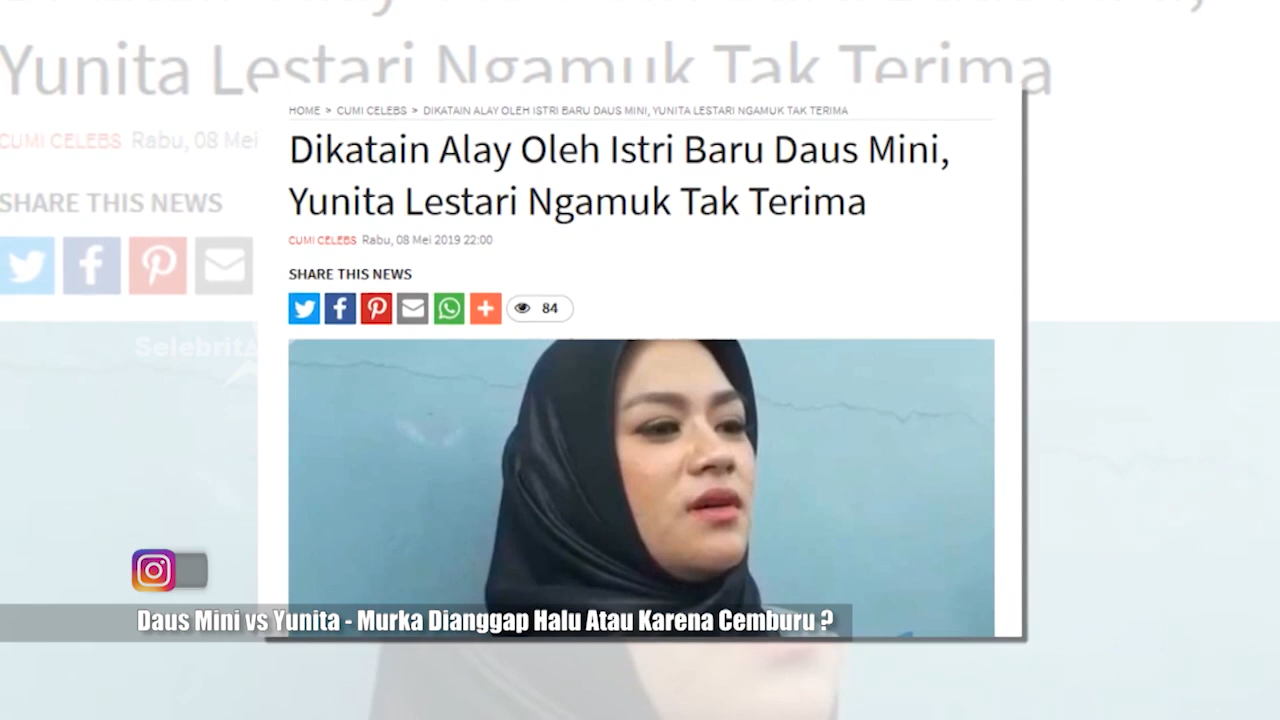 Yunita Lestari Ngamuk Tak Terima
CUMI CELEBS Rabu, 08 Mei
SHARE THIS NEWS
HOME > CUMI CELEBS > DIKATAIN ALAY OLEH ISTRI BARU DAUS MINI, YUNITA LESTARI NGAMUK TAK TERIMA
Dikatain Alay Oleh Istri Baru Daus Mini,
Yunita Lestari Ngamuk Tak Terima
CUMI CELEBS Rabu, 08 Mei 2019 22:00
SHARE THIS NEWS
84
Daus Mini vs Yunita - Murka Dianggap Halu Atau Karena Cemburu ?